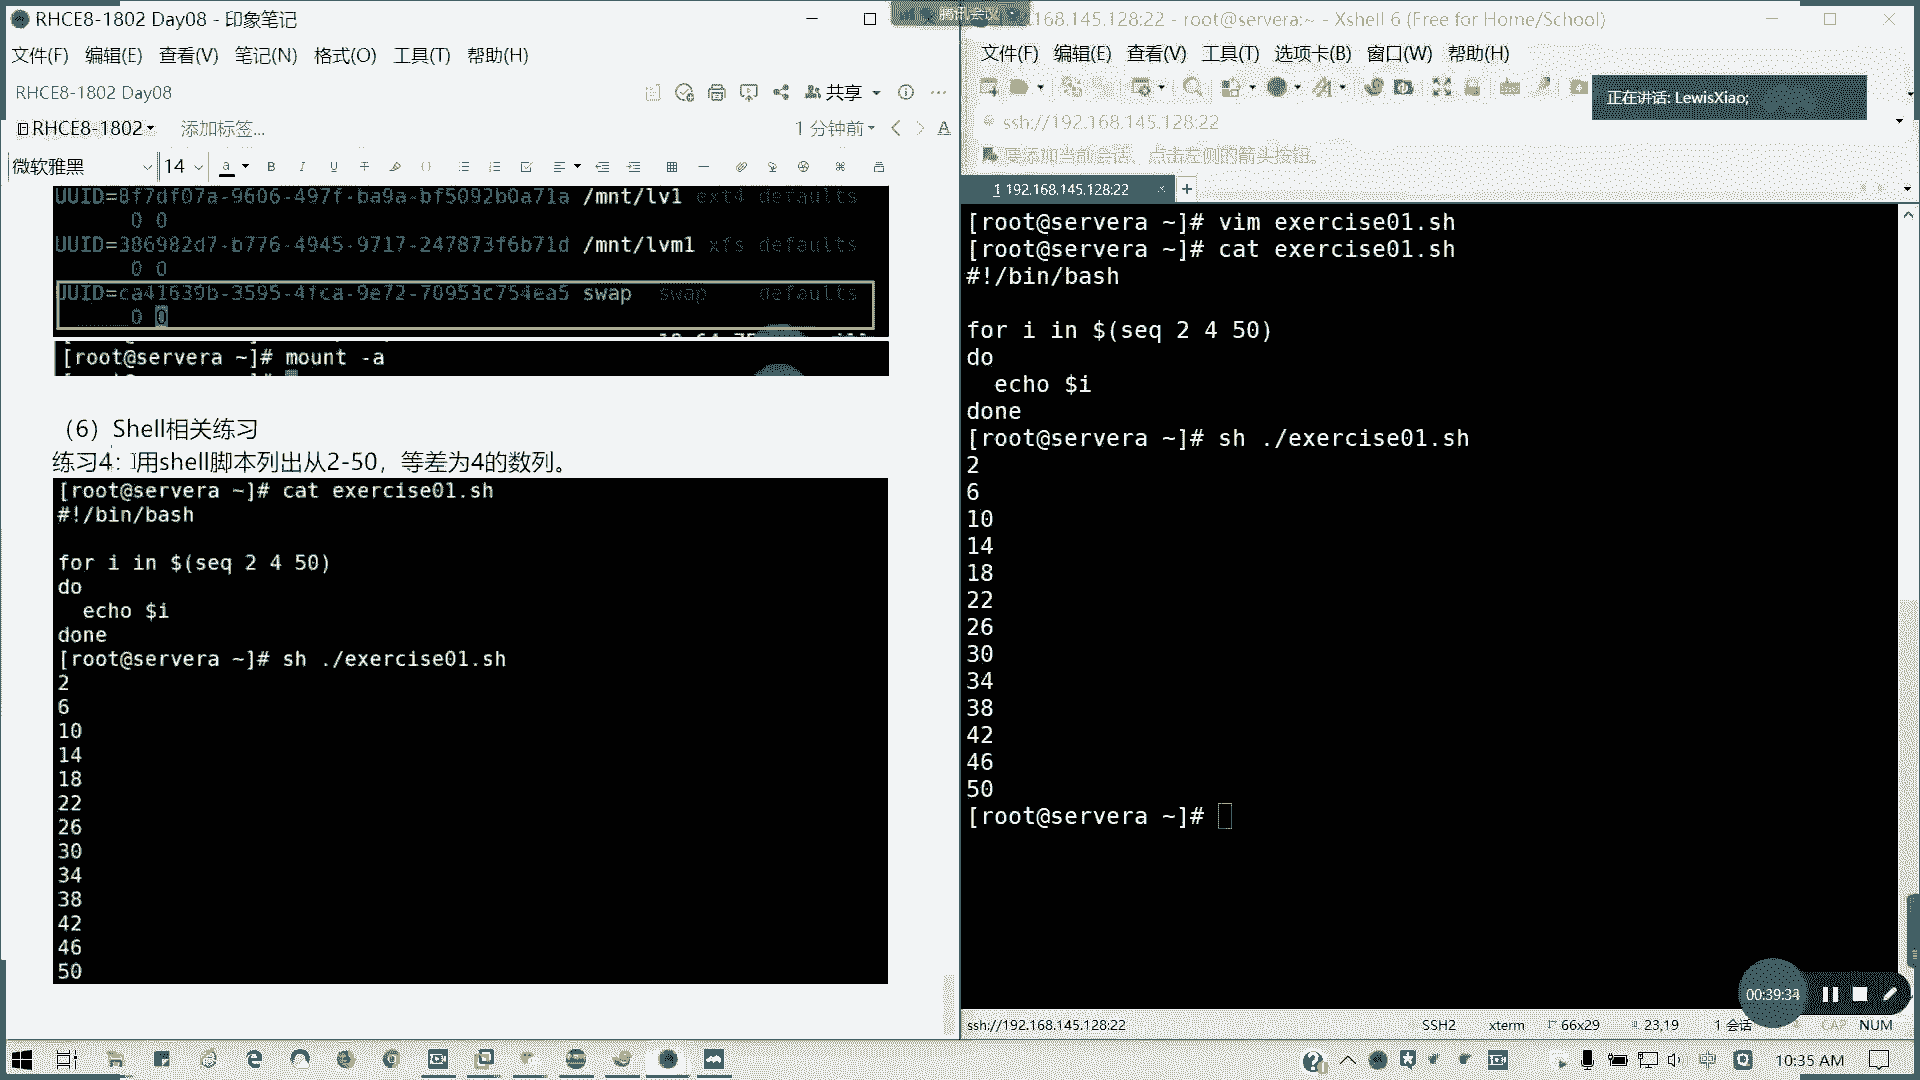 RHCE8-1802 Day08 - 印象笔记
文件(F) 编辑(E) 查看(V) 笔记(N) 格式(O) 工具(T) 帮助(H)
RHCE8-1802 Day08
共享
RHCE8-1802 添加标签...
1 分钟前
微软雅黑 14
UUID=8f7df07a-9606-497f-ba9a-bf5092b0a71a /mnt/lv1 ext4 defaults
0 0
UUID=386982d7-b776-4945-9717-247873f6b71d /mnt/lvm1 xfs defaults
0 0
UUID=ca41639b-3595-4fca-9e72-70953c754ea5 swap swap defaults
0 0
[root@servera ~]# mount -a
（6）Shell相关练习
练习4：用shell脚本列出从2-50，等差为4的数列。
[root@servera ~]# cat exercise01.sh
#!/bin/bash
for i in $(seq 2 4 50)
do
echo $i
done
[root@servera ~]# sh ./exercise01.sh
2
6
10
14
18
22
26
30
34
38
42
46
50
腾讯会议
168.145.128:22 - root@servera:~ - Xshell 6 (Free for Home/School)
文件(F) 编辑(E) 查看(V) 工具(T) 选项卡(B) 窗口(W) 帮助(H)
正在讲话: LewisXiao;
ssh://192.168.145.128:22
要添加当前会话，点击左侧的箭头按钮。
1 192.168.145.128:22
[root@servera ~]# vim exercise01.sh
[root@servera ~]# cat exercise01.sh
#!/bin/bash
for i in $(seq 2 4 50)
do
echo $i
done
[root@servera ~]# sh ./exercise01.sh
2
6
10
14
18
22
26
30
34
38
42
46
50
[root@servera ~]#
00:39:34
ssh://192.168.145.128:22 SSH2 xterm 66x29 23,19 1 会话 CAP NUM
10:35 AM